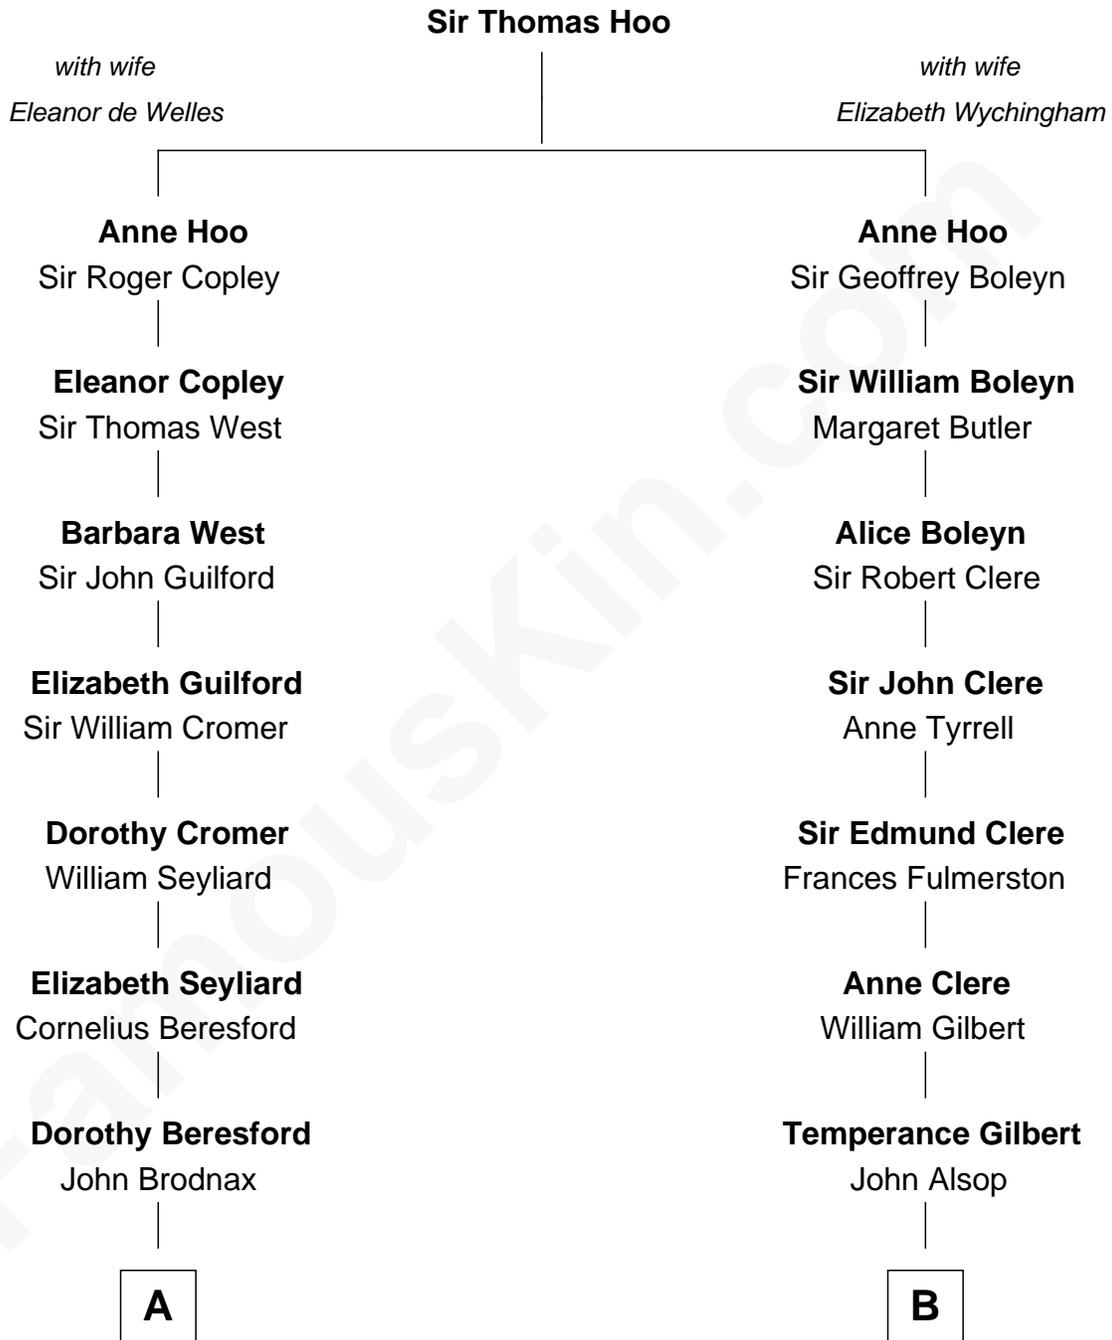 Sir Thomas Hoo
with wife
Eleanor de Welles
with wife
Elizabeth Wychingham
Anne Hoo
Sir Roger Copley
Anne Hoo
Sir Geoffrey Boleyn
Eleanor Copley
Sir Thomas West
Sir William Boleyn
Margaret Butler
Barbara West
Sir John Guilford
Alice Boleyn
Sir Robert Clere
Elizabeth Guilford
Sir William Cromer
Sir John Clere
Anne Tyrrell
Dorothy Cromer
William Seyliard
Sir Edmund Clere
Frances Fulmerston
Elizabeth Seyliard
Cornelius Beresford
Anne Clere
William Gilbert
Dorothy Beresford
John Brodnax
Temperance Gilbert
John Alsop
A
B
FamousKin.com